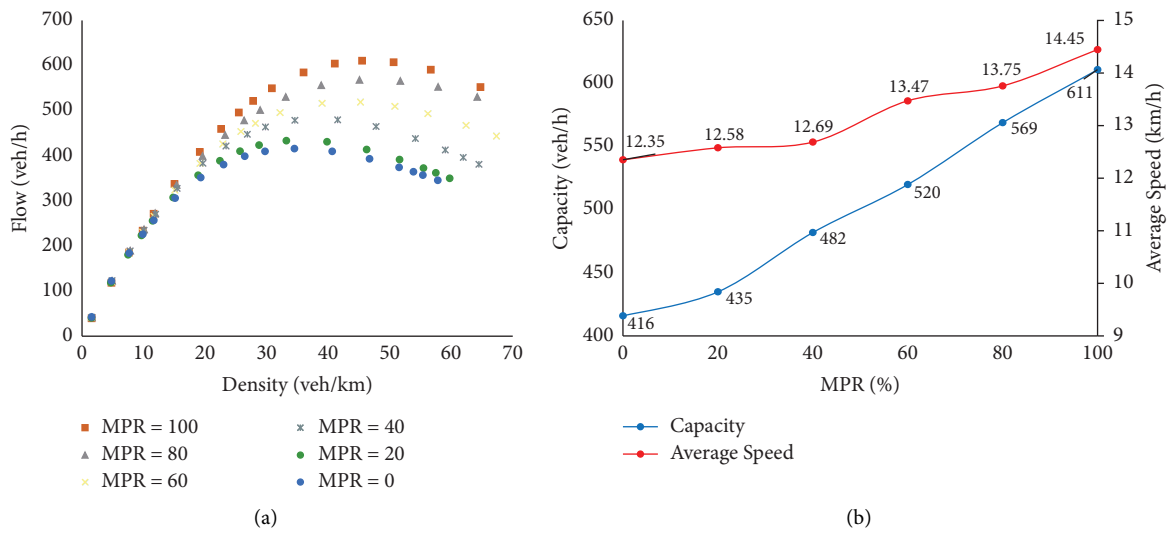 700
600
500
400
300
200
100
0
Flow (veh/h)
0 10 20 30 40 50 60 70
Density (veh/km)
MPR = 100
MPR = 80
MPR = 60
MPR = 40
MPR = 20
MPR = 0
(a)
650
600
550
500
450
400
Capacity (veh/h)
15
14
13
12
11
10
9
Average Speed (km/h)
12.35
12.58
12.69
13.47
13.75
14.45
416
435
482
520
569
611
0 20 40 60 80 100
MPR (%)
Capacity
Average Speed
(b)